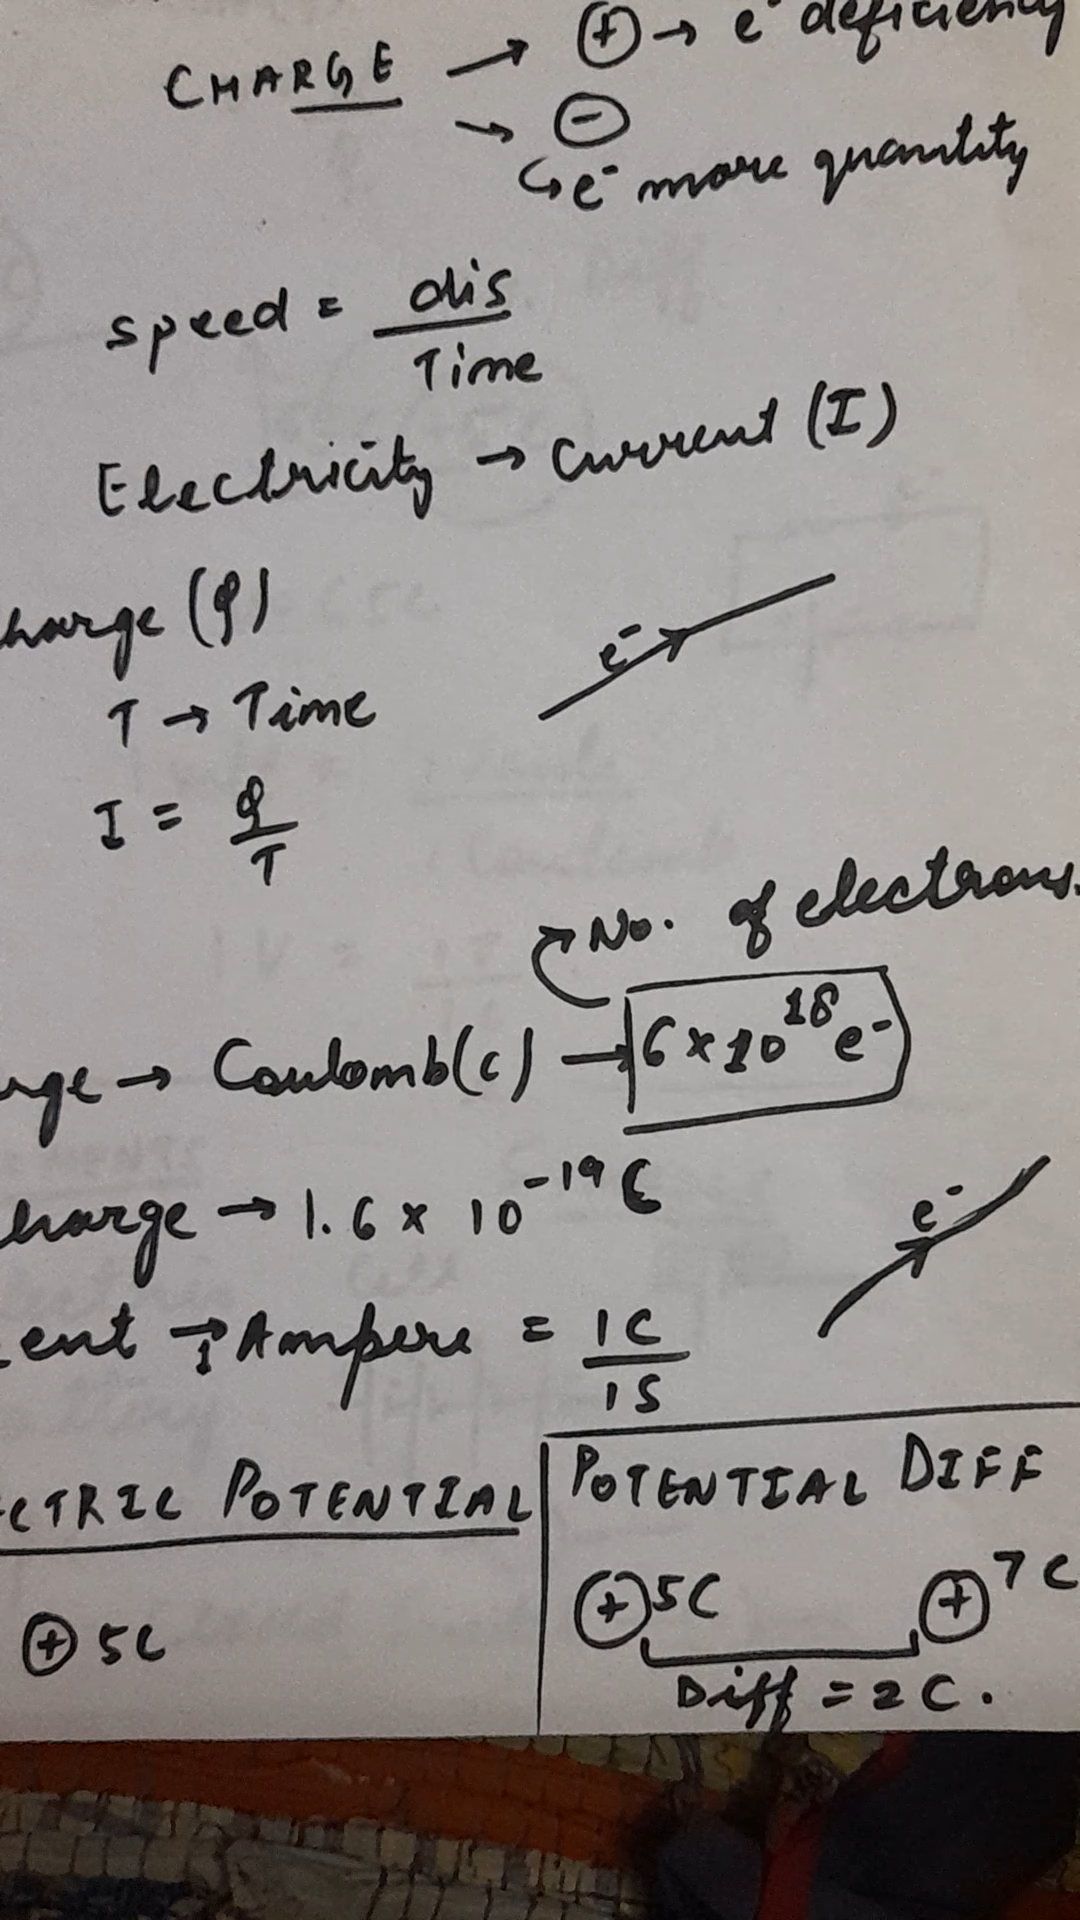 CHARGE → ⊕ → e⁻ deficiency
→ ⊖
↪ e⁻ more quantity
speed = dis
Time
Electricity → Current (I)
harge (Q)
T → Time
e⁻
I = Q
T
No. of electrons.
rge → Coulomb(c) → 6 × 10¹⁸ e⁻
harge → 1.6 × 10⁻¹⁹ C
e⁻
ent → Ampere = 1C
I
1S
CTRIC POTENTIAL
POTENTIAL DIFF
⊕ 5C
⊕ 5C ⊕ 7C
Diff = 2C.